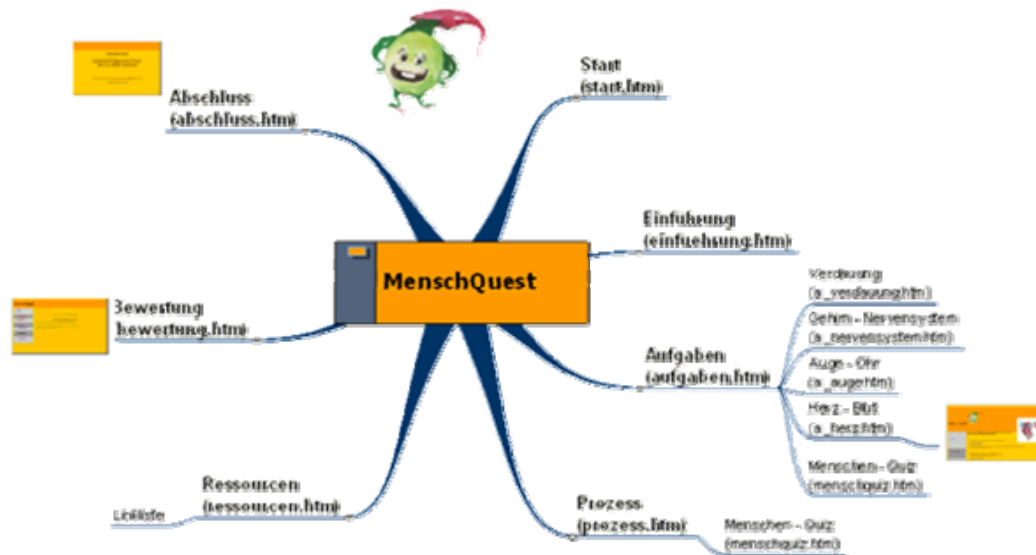 Start
(start.htm)
Abschluss
(abschluss.htm)
Einführung
(einfuehrung.htm)
MenschQuest
Verdauung
(a_verdauung.htm)
Gehirn - Nervensystem
(a_nervensystem.htm)
Bewertung
bewertung.htm)
Aufgaben
(aufgaben.htm)
Auge - Ohr
(a_auge.htm)
Herz - Blut
(a_herz.htm)
Menschen - Quiz
(menschquiz.htm)
Ressourcen
(ressourcen.htm)
Linkliste
Prozess
(prozess.htm)
Menschen - Quiz
(menschquiz.htm)